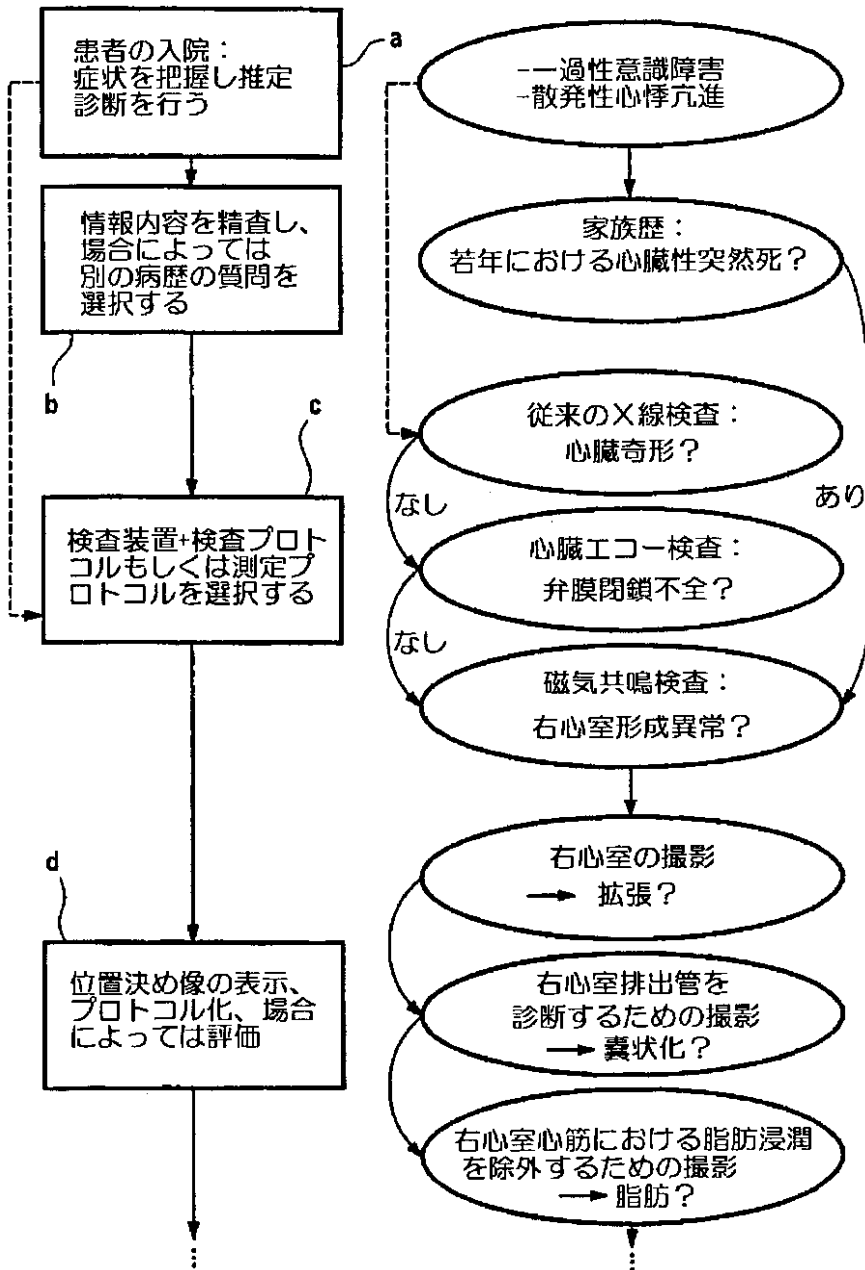 患者の入院：
症状を把握し推定
診断を行う
a
情報内容を精査し、
場合によっては
別の病歴の質問を
選択する
b
c
検査装置+検査プロト
コルもしくは測定プ
ロトコルを選択する
d
位置決め像の表示、
プロトコル化、場合
によっては評価
⋮
-一過性意識障害
-散発性心悸亢進
家族歴：
若年における心臓性突然死？
従来のX線検査：
心臓奇形？
なし
あり
心臓エコー検査：
弁膜閉鎖不全？
なし
磁気共鳴検査：
右心室形成異常？
右心室の撮影
→ 拡張？
右心室排出管を
診断するための撮影
→ 嚢状化？
右心室心筋における脂肪浸潤
を除外するための撮影
→ 脂肪？
⋮